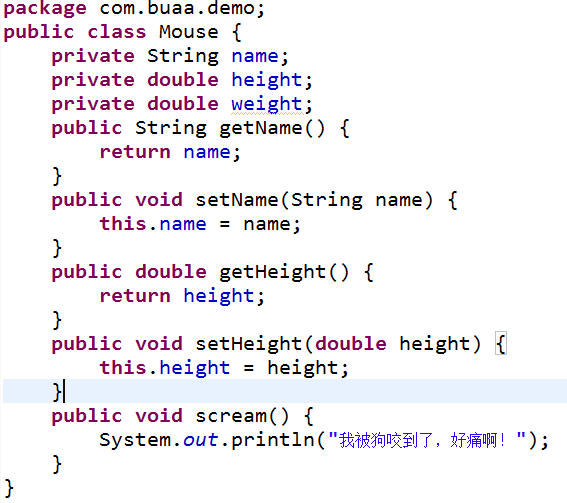 package com.buaa.demo;
public class Mouse {
    private String name;
    private double height;
    private double weight;
    public String getName() {
        return name;
    }
    public void setName(String name) {
        this.name = name;
    }
    public double getHeight() {
        return height;
    }
    public void setHeight(double height) {
        this.height = height;
    }
    public void scream() {
        System.out.println("我被狗咬到了，好痛啊！");
    }
}